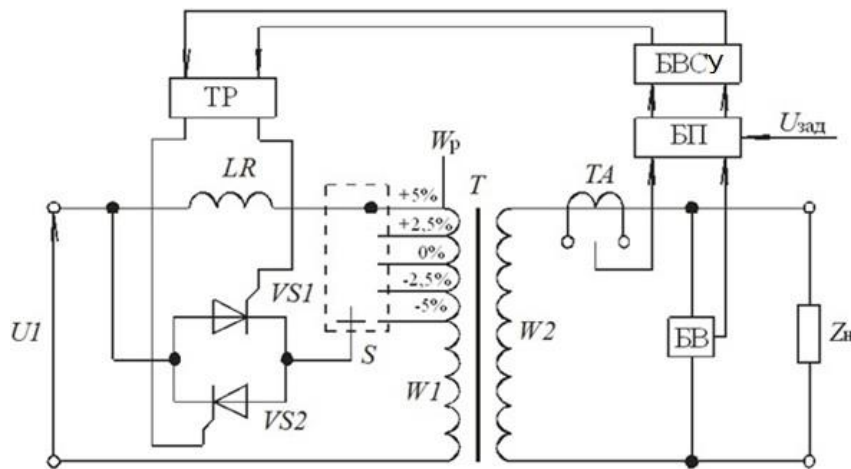 БВСУ
ТР
БП
Uзад
Wр
T
LR
TA
+5%
+2,5%
0%
-2,5%
-5%
VS1
U1
S
W2
БВ
Zн
W1
VS2